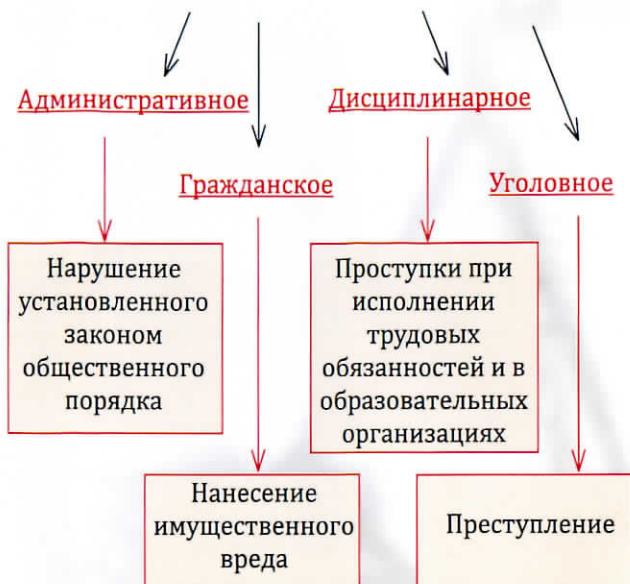 Административное
Дисциплинарное
Гражданское
Уголовное
Нарушение
установленного
законом
общественного
порядка
Проступки при
исполнении
трудовых
обязанностей и в
образовательных
организациях
Нанесение
имущественного
вреда
Преступление